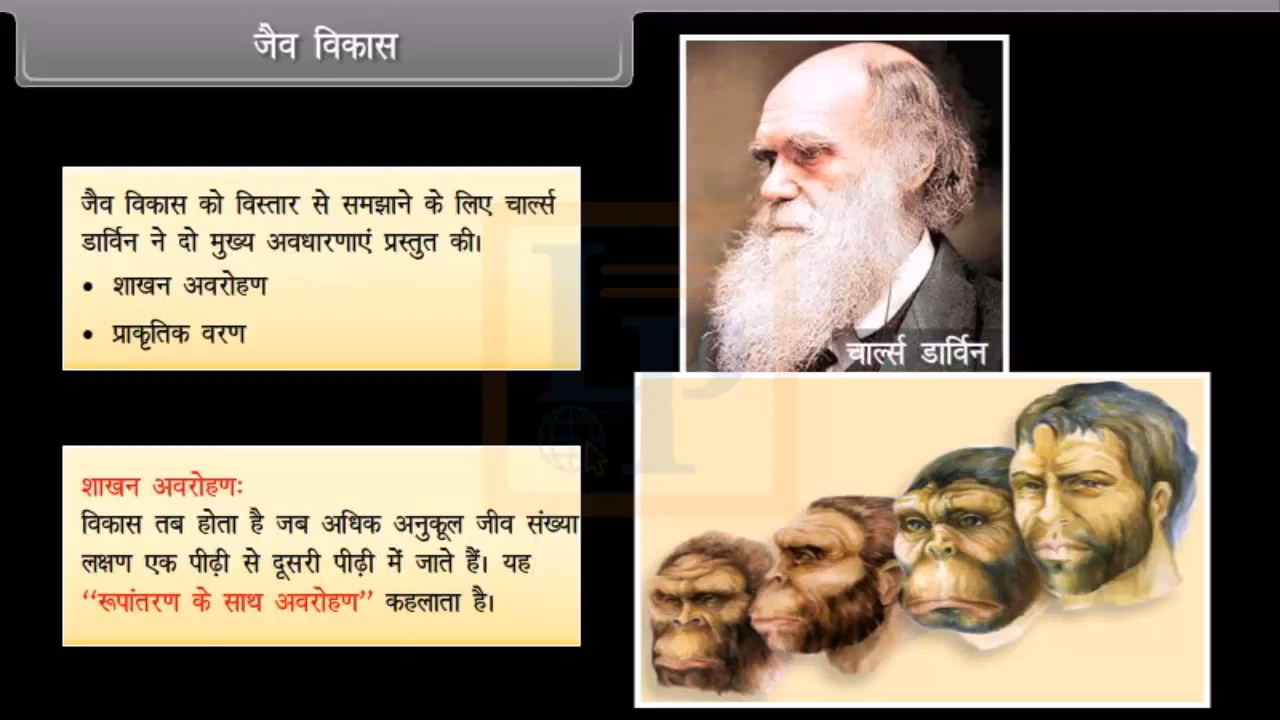 जैव विकास
जैव विकास को विस्तार से समझाने के लिए चार्ल्स
डार्विन ने दो मुख्य अवधारणाएं प्रस्तुत की।
• शाखन अवरोहण
• प्राकृतिक वरण
चार्ल्स डार्विन
शाखन अवरोहणः
विकास तब होता है जब अधिक अनुकूल जीव संख्या
लक्षण एक पीढ़ी से दूसरी पीढ़ी में जाते हैं। यह
‘‘रूपांतरण के साथ अवरोहण’’ कहलाता है।